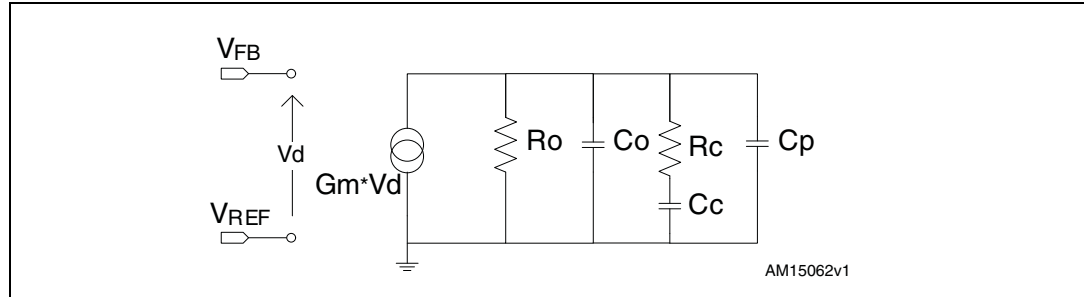 VFB
Vd
VREF
Gm*Vd
Ro
Co
Rc
Cc
Cp
AM15062v1